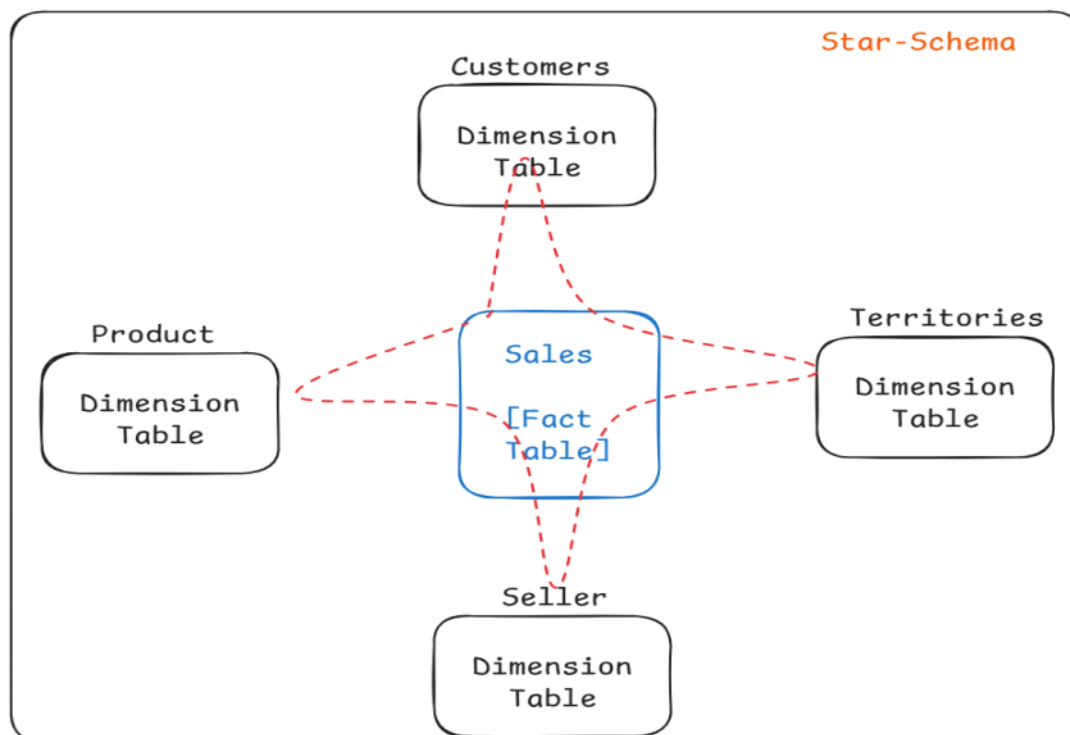 Star-Schema
Customers
Dimension
Table
Product
Dimension
Table
Sales
[Fact
Table]
Territories
Dimension
Table
Seller
Dimension
Table